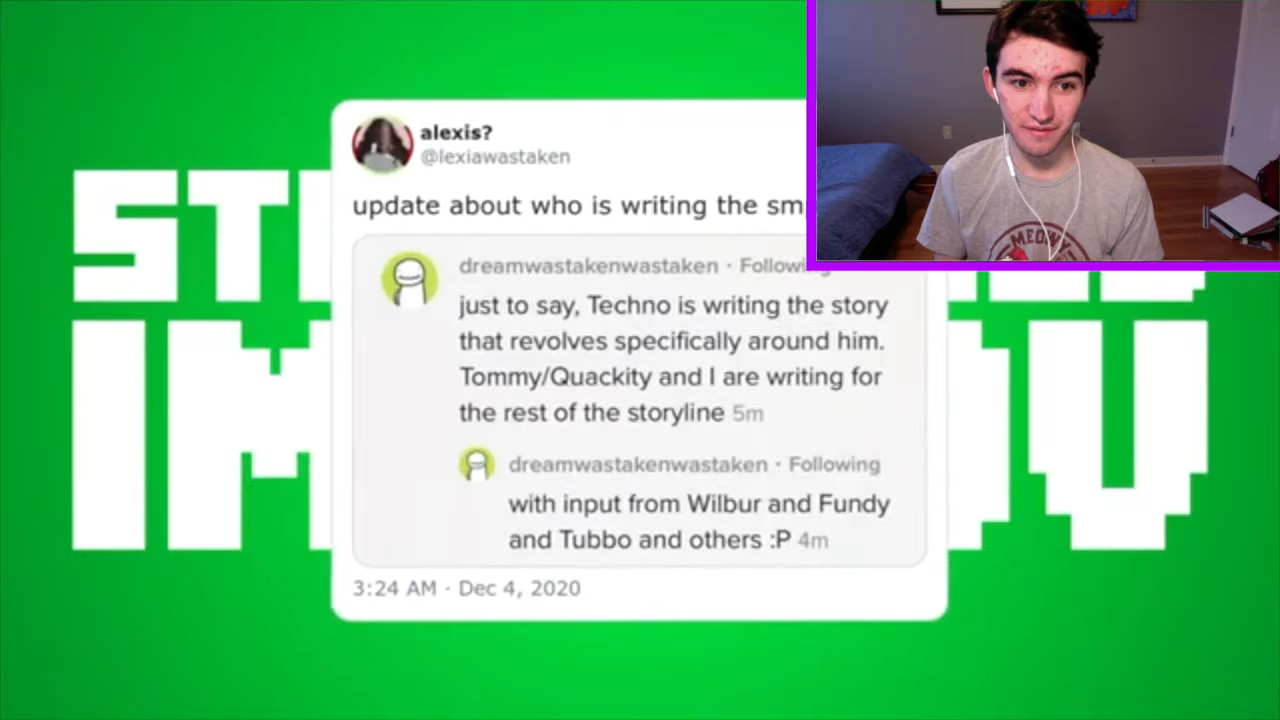 alexis?
@lexiawastaken
update about who is writing the sm
dreamwastakenwastaken · Following
just to say, Techno is writing the story
that revolves specifically around him.
Tommy/Quackity and I are writing for
the rest of the storyline 5m
dreamwastakenwastaken · Following
with input from Wilbur and Fundy
and Tubbo and others :P 4m
3:24 AM · Dec 4, 2020
MEOWY